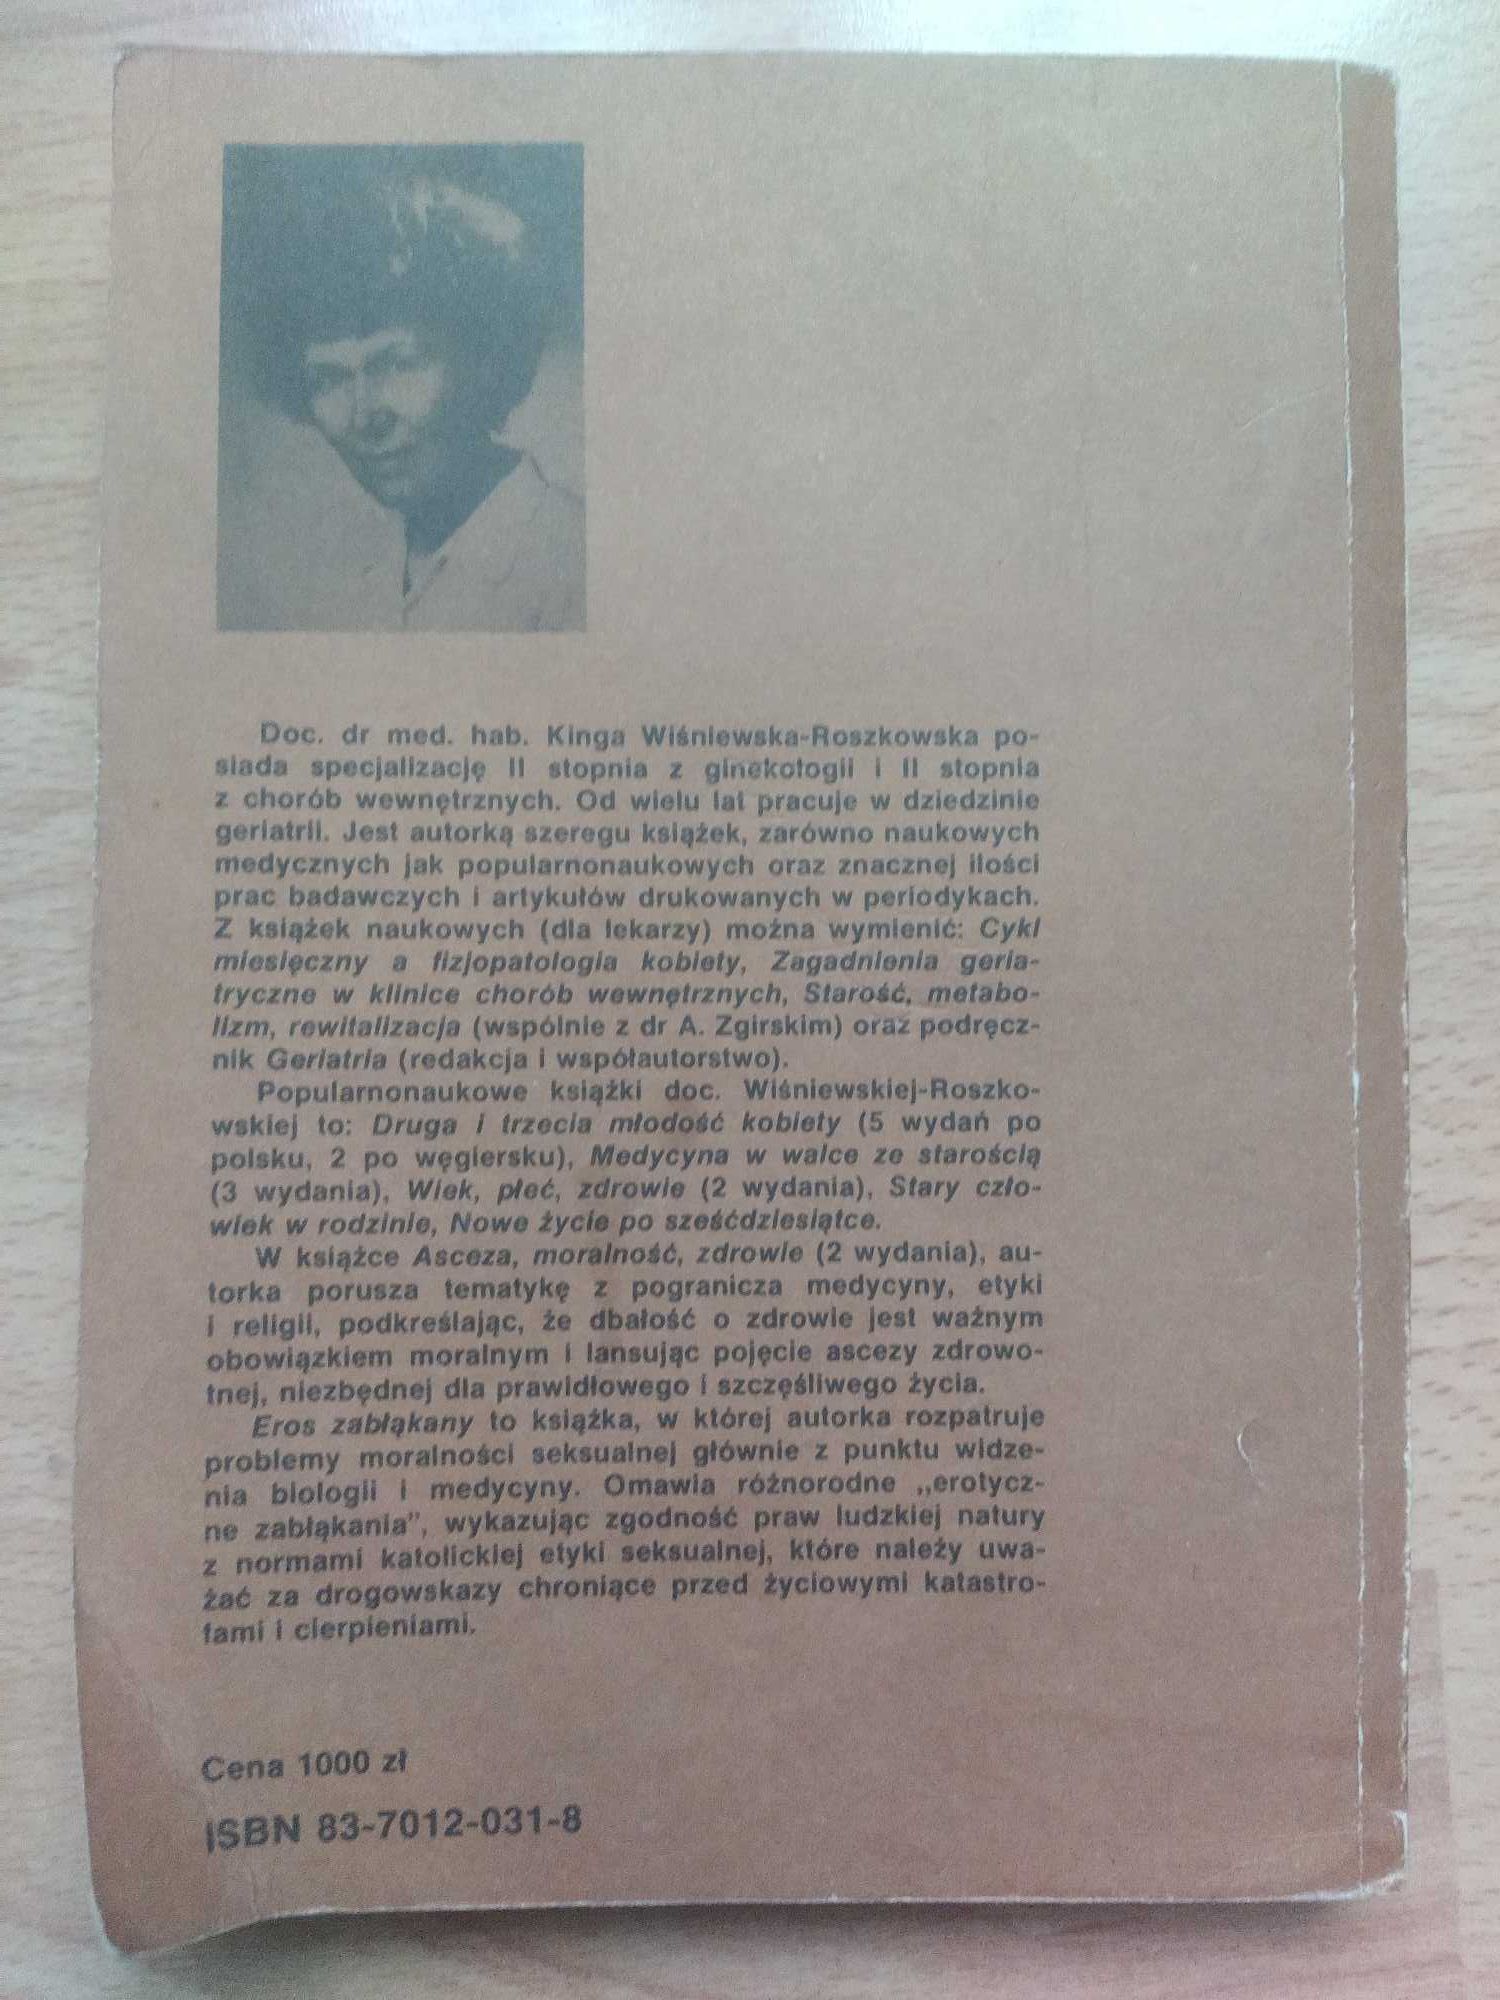 Doc. dr med. hab. Kinga Wiśniewska-Roszkowska po-
siada specjalizację II stopnia z ginekologii i II stopnia
z chorób wewnętrznych. Od wielu lat pracuje w dziedzinie
geriatrii. Jest autorką szeregu książek, zarówno naukowych
medycznych jak popularnonaukowych oraz znacznej ilości
prac badawczych i artykułów drukowanych w periodykach.
Z książek naukowych (dla lekarzy) można wymienić: Cykl
miesięczny a fizjopatologia kobiety, Zagadnienia geria-
tryczne w klinice chorób wewnętrznych, Starość, metabo-
lizm, rewitalizacja (wspólnie z dr A. Zgirskim) oraz podręcz-
nik Geriatria (redakcja i współautorstwo).
Popularnonaukowe książki doc. Wiśniewskiej-Roszko-
wskiej to: Druga i trzecia młodość kobiety (5 wydań po
polsku, 2 po węgiersku), Medycyna w walce ze starością
(3 wydania), Wiek, płeć, zdrowie (2 wydania), Stary czło-
wiek w rodzinie, Nowe życie po sześćdziesiątce.
W książce Asceza, moralność, zdrowie (2 wydania), au-
torka porusza tematykę z pogranicza medycyny, etyki
i religii, podkreślając, że dbałość o zdrowie jest ważnym
obowiązkiem moralnym i lansując pojęcie ascezy zdrowo-
tnej, niezbędnej dla prawidłowego i szczęśliwego życia.
Eros zabłąkany to książka, w której autorka rozpatruje
problemy moralności seksualnej głównie z punktu widze-
nia biologii i medycyny. Omawia różnorodne „erotycz-
ne zabłąkania”, wykazując zgodność praw ludzkiej natury
z normami katolickiej etyki seksualnej, które należy uwa-
żać za drogowskazy chroniące przed życiowymi katastro-
fami i cierpieniami.
Cena 1000 zł
ISBN 83-7012-031-8